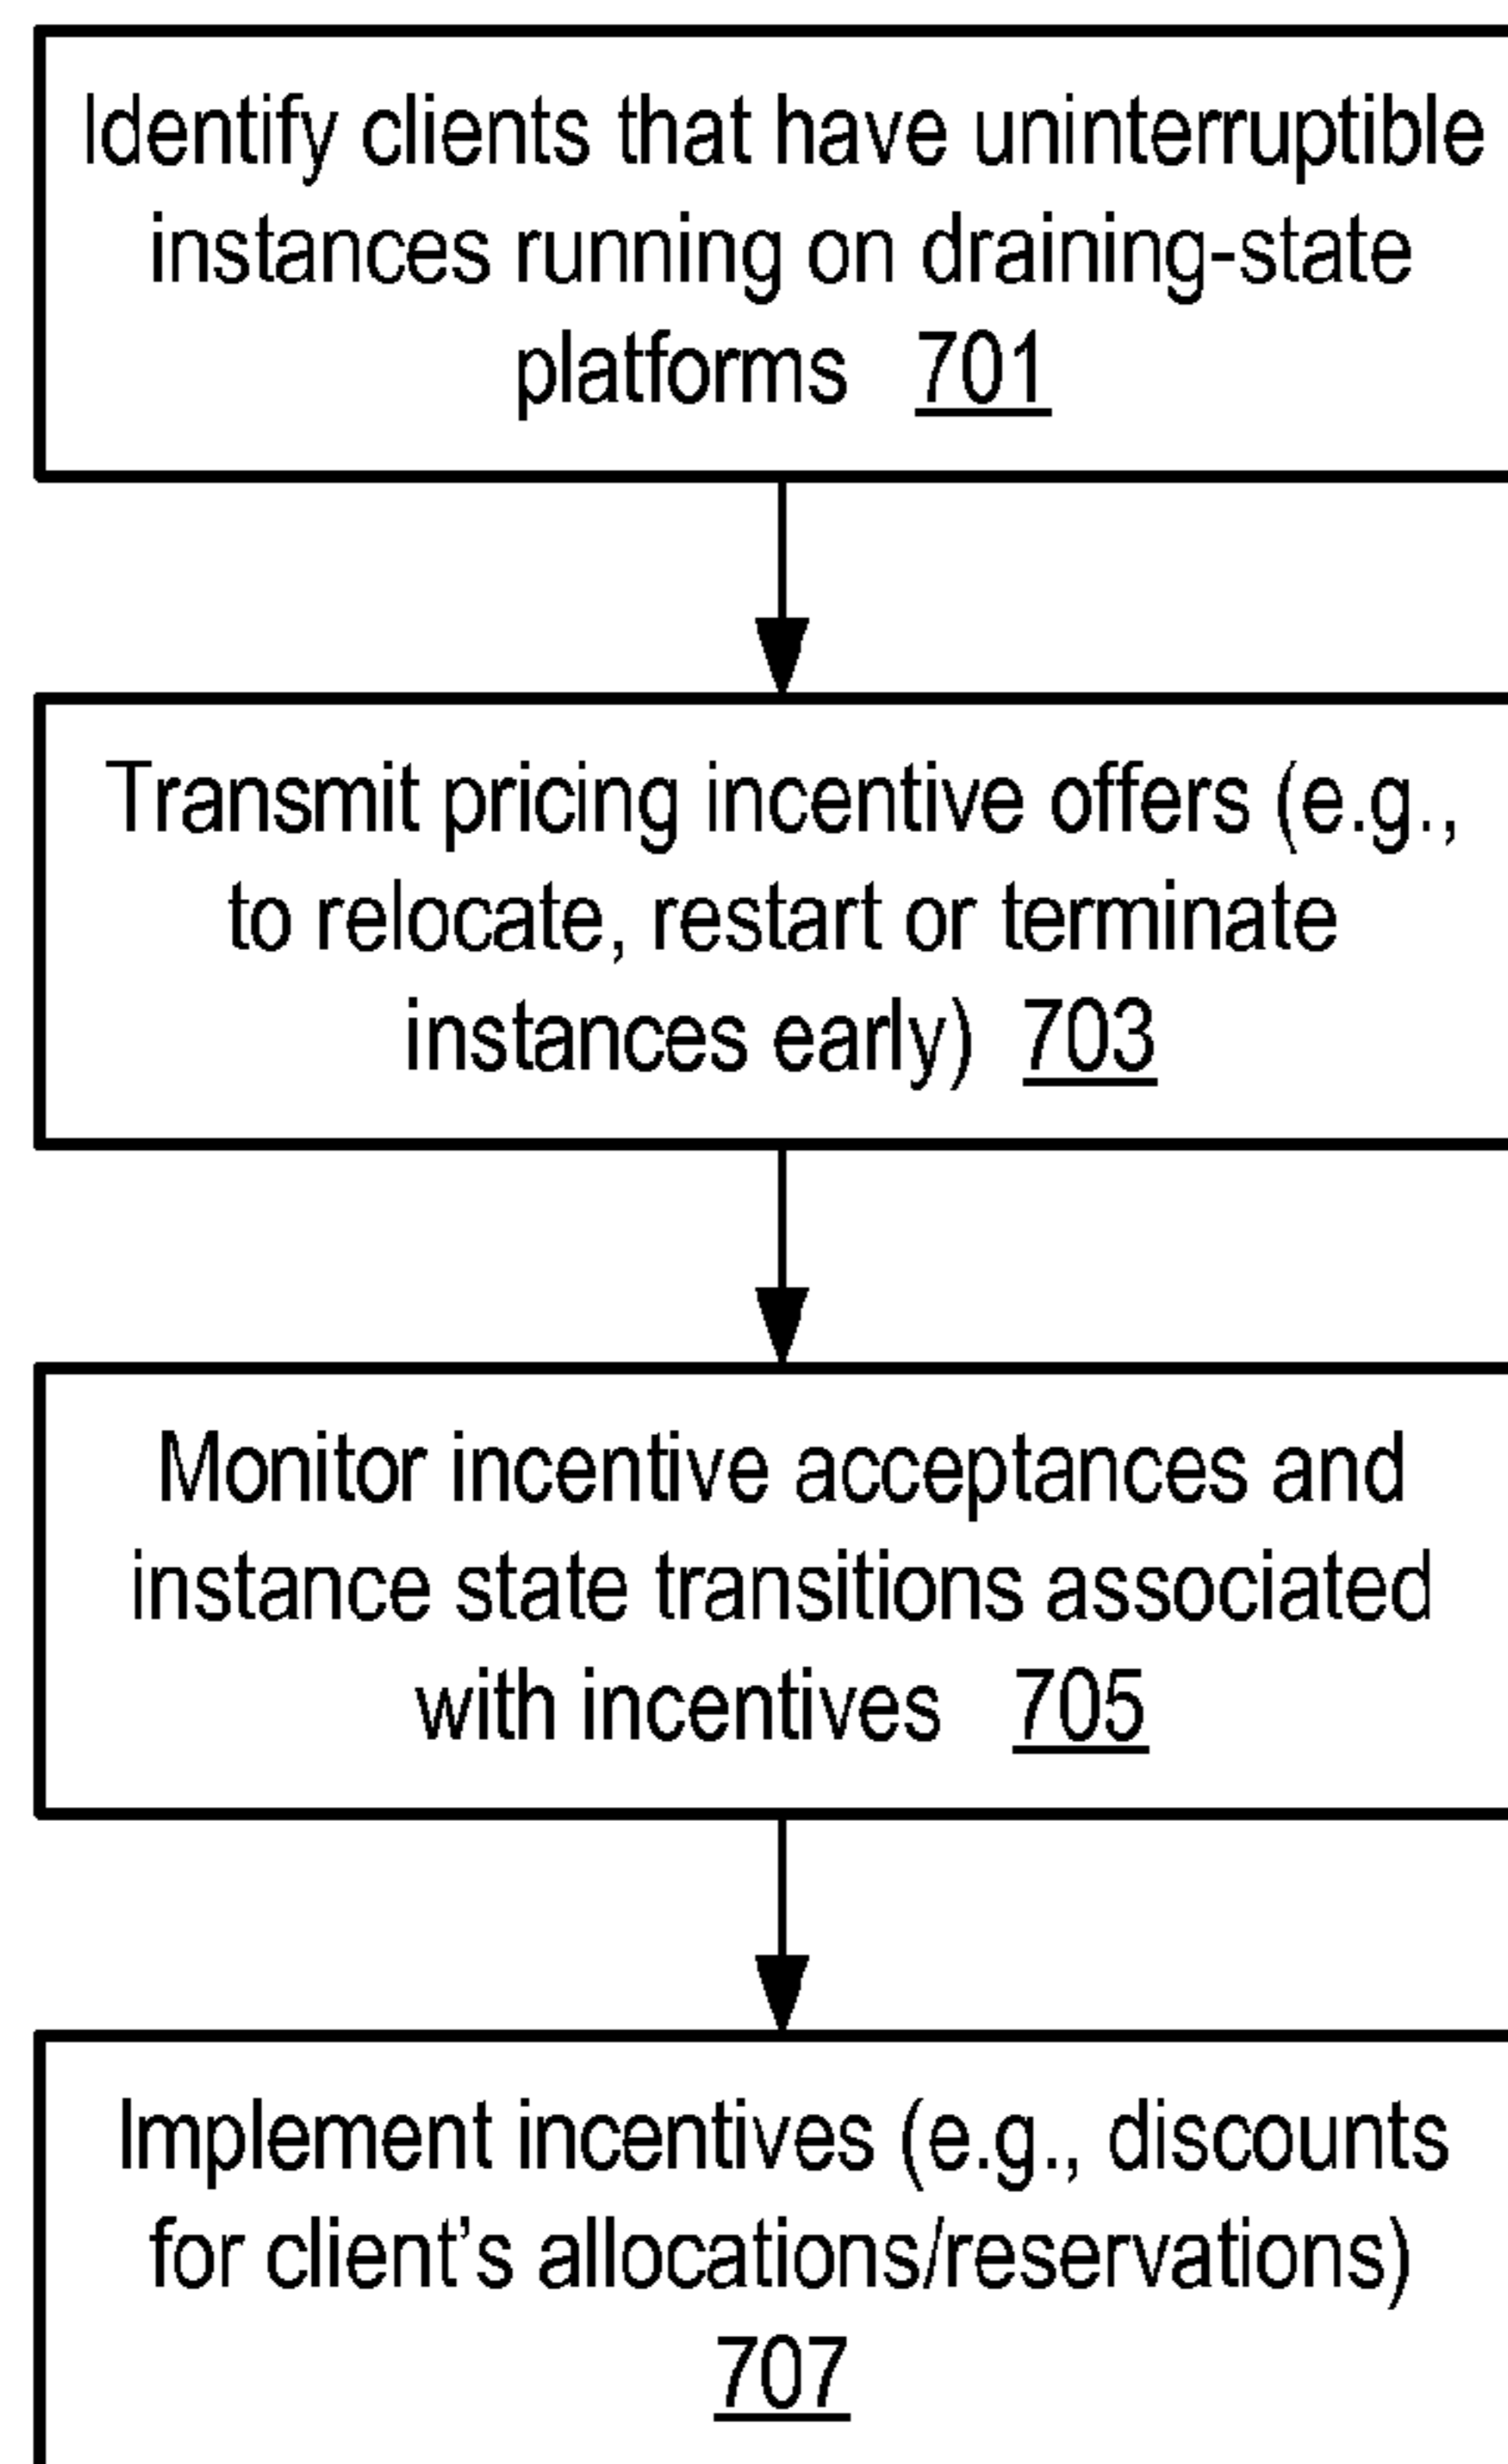 Identify clients that have uninterruptible
instances running on draining-state
platforms 701
Transmit pricing incentive offers (e.g.,
to relocate, restart or terminate
instances early) 703
Monitor incentive acceptances and
instance state transitions associated
with incentives 705
Implement incentives (e.g., discounts
for client's allocations/reservations)
707